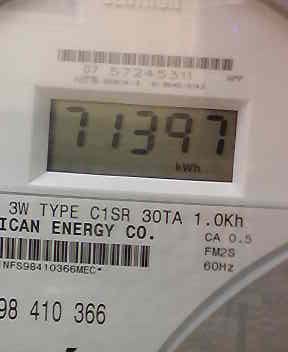 07 57245311
71397
kWh
3W TYPE C1SR 30TA 1.0Kh
ICAN ENERGY CO.
CA 0.5
FM2S
60Hz
NFS98410366MEC*
98 410 366